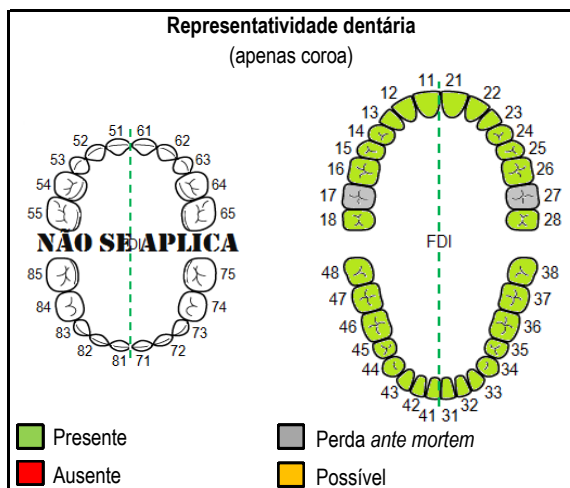 Representatividade dentária
(apenas coroa)
51 61
52 62
53 63
54 64
55 65
NÃO SE APLICA
FDI
85 75
84 74
83 73
82 72
81 71
11 21
12 22
13 23
14 24
15 25
16 26
17 27
18 28
FDI
48 38
47 37
46 36
45 35
44 34
43 33
42 32
41 31
Presente
Perda ante mortem
Ausente
Possível